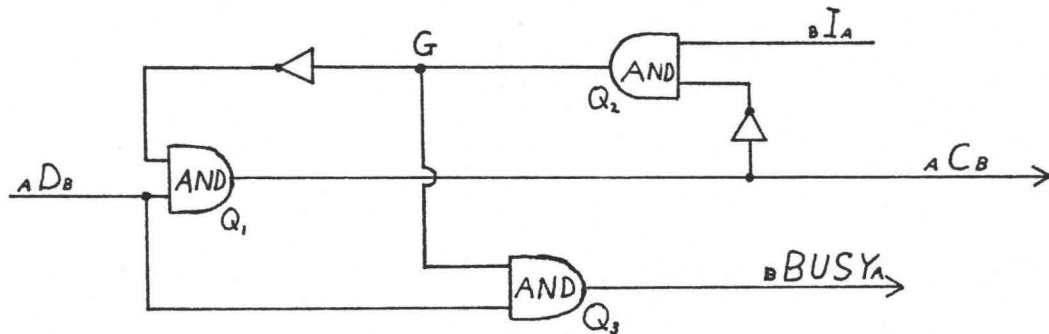 BIA
G
AND
Q2
AND
ADB
Q1
ACB
AND
Q3
BBUSYA